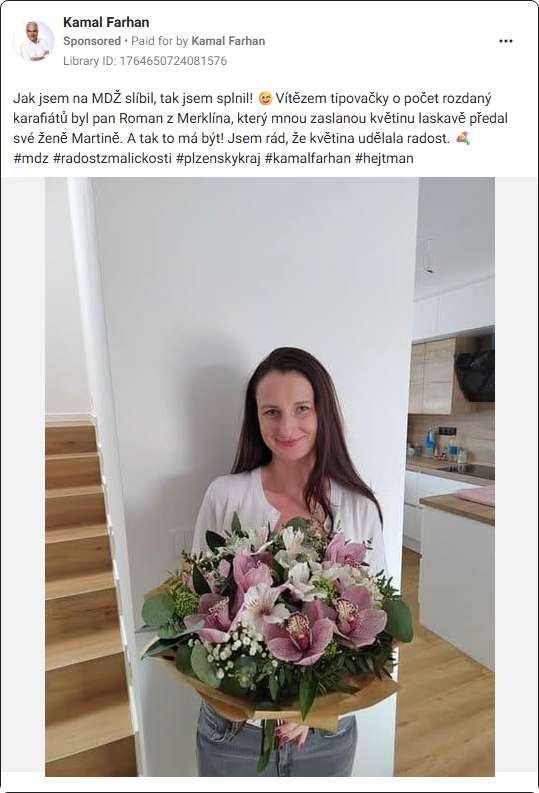 Kamal Farhan
Sponsored • Paid for by Kamal Farhan
Library ID: 1764650724081576
Jak jsem na MDŽ slíbil, tak jsem splnil! 😉 Vítězem tipovačky o počet rozdaný
karafiátů byl pan Roman z Merklína, který mnou zaslanou květinu laskavě předal
své ženě Martině. A tak to má být! Jsem rád, že květina udělala radost. 💐
#mdz #radostzmalickosti #plzenskykraj #kamalfarhan #hejtman